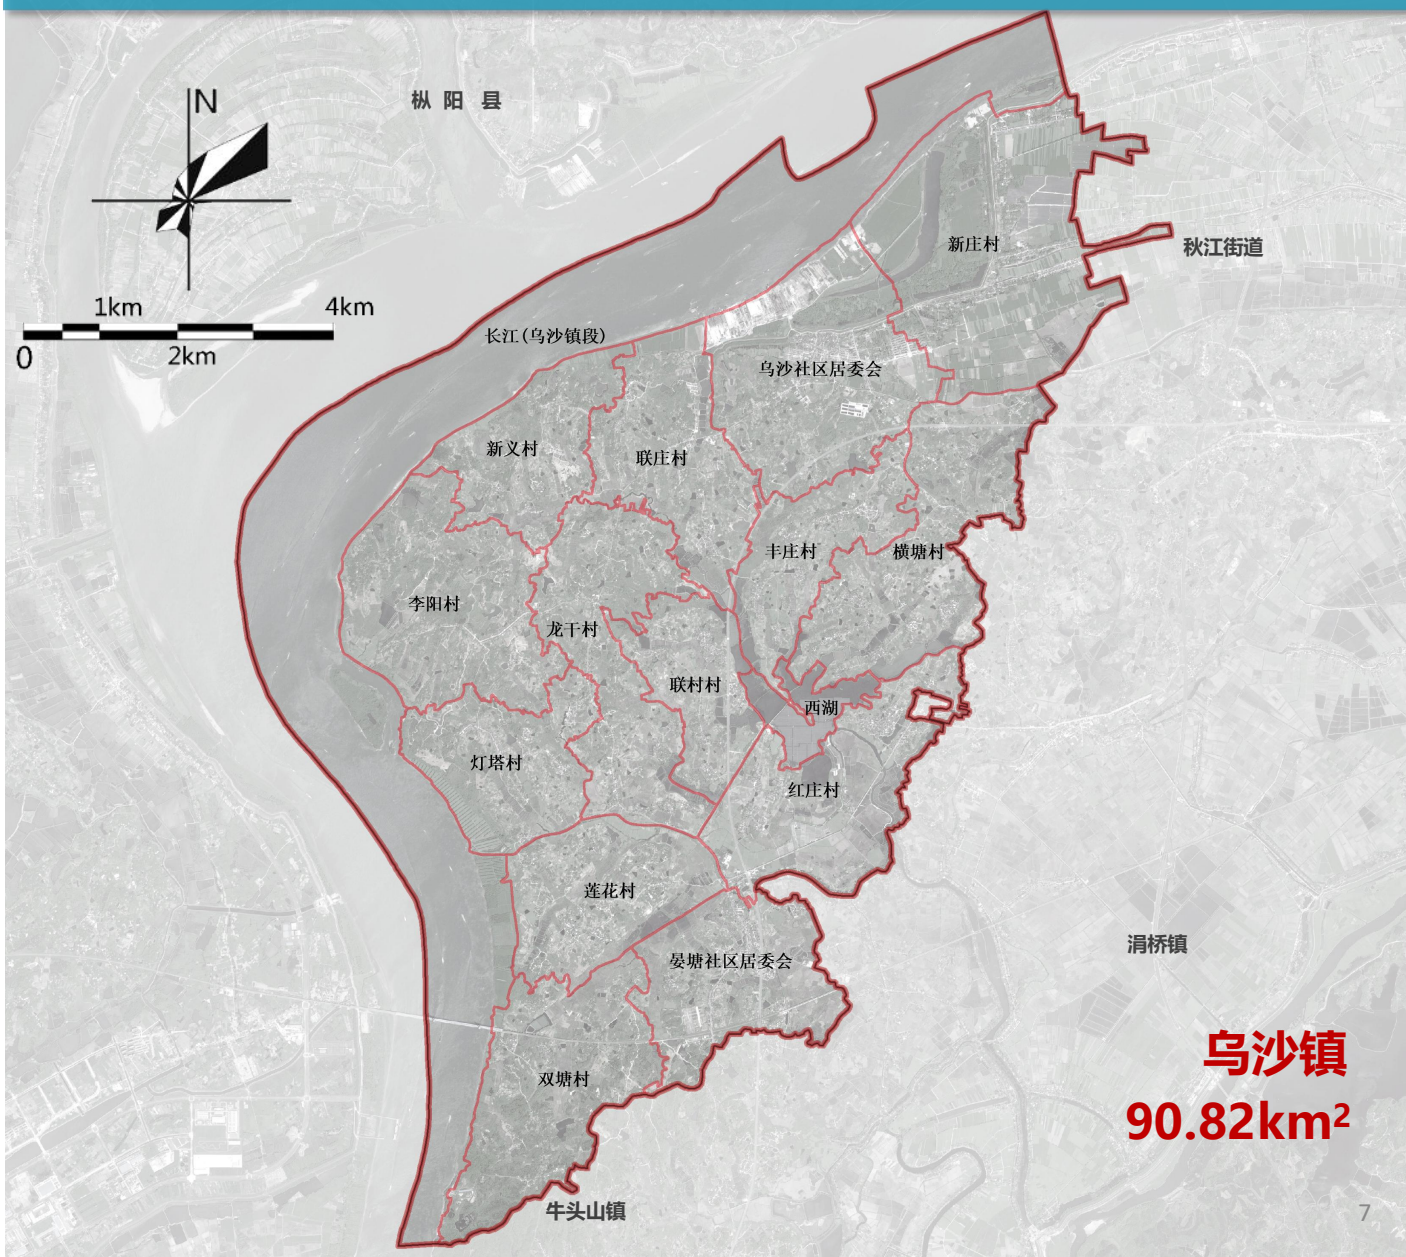 N
枞阳县
新庄村
秋江街道
1km
4km
0
2km
长江(乌沙镇段)
乌沙社区居委会
新义村
联庄村
丰庄村
横塘村
李阳村
龙干村
联村村
西湖
灯塔村
红庄村
莲花村
涓桥镇
晏塘社区居委会
乌沙镇
双塘村
90.82km²
牛头山镇
7